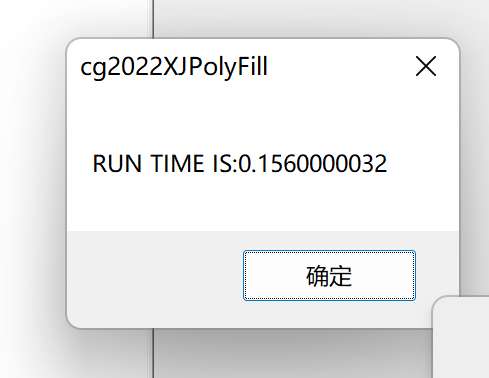 cg2022XJPolyFill
RUN TIME IS:0.1560000032
确定